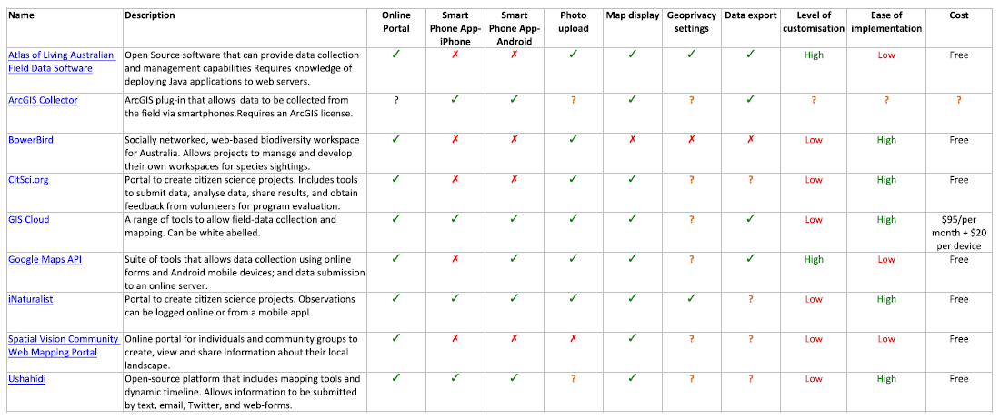 Name Description Online Smart Smart Photo Map display Geoprivacy Data export Level of Ease of Cost
Portal Phone App- Phone App- upload settings customisation implementation
iPhone Android
Atlas of Living Australian Open Source software that can provide data collection ✓ ✗ ✗ ✓ ✓ ✓ ✓ High Low Free
Field Data Software and management capabilities Requires knowledge of
deploying Java applications to web servers.
ArcGIS Collector ArcGIS plug-in that allows data to be collected from ? ✓ ✓ ? ✓ ? ✓ ? ? ?
the field via smartphones.Requires an ArcGIS license.
BowerBird Socially networked, web-based biodiversity workspace ✓ ✗ ✗ ✓ ✗ ✗ ✗ Low High Free
for Australia. Allows projects to manage and develop
their own workspaces for species sightings.
CitSci.org Portal to create citizen science projects. Includes tools ✓ ✗ ✗ ✓ ✓ ? ? Low High Free
to submit data, analyse data, share results, and obtain
feedback from volunteers for program evaluation.
GIS Cloud A range of tools to allow field-data collection and ✓ ✓ ✓ ✓ ✓ ? ✓ Low High $95/per
mapping. Can be whitelabelled. month + $20
per device
Google Maps API Suite of tools that allows data collection using online ✓ ✗ ✓ ✓ ✓ ? ✓ High Low Free
forms and Android mobile devices; and data submission
to an online server.
iNaturalist Portal to create citizen science projects. Observations ✓ ✓ ✓ ✓ ✓ ✓ ? Low High Free
can be logged online or from a mobile appl.
Spatial Vision Community Online portal for individuals and community groups to ✓ ✗ ✗ ✗ ✓ ? ? Low Low Free
Web Mapping Portal create, view and share information about their local
landscape.
Ushahidi Open-source platform that includes mapping tools and ✓ ✓ ✓ ? ✓ ? ? Low High Free
dynamic timeline. Allows information to be submitted
by text, email, Twitter, and web-forms.